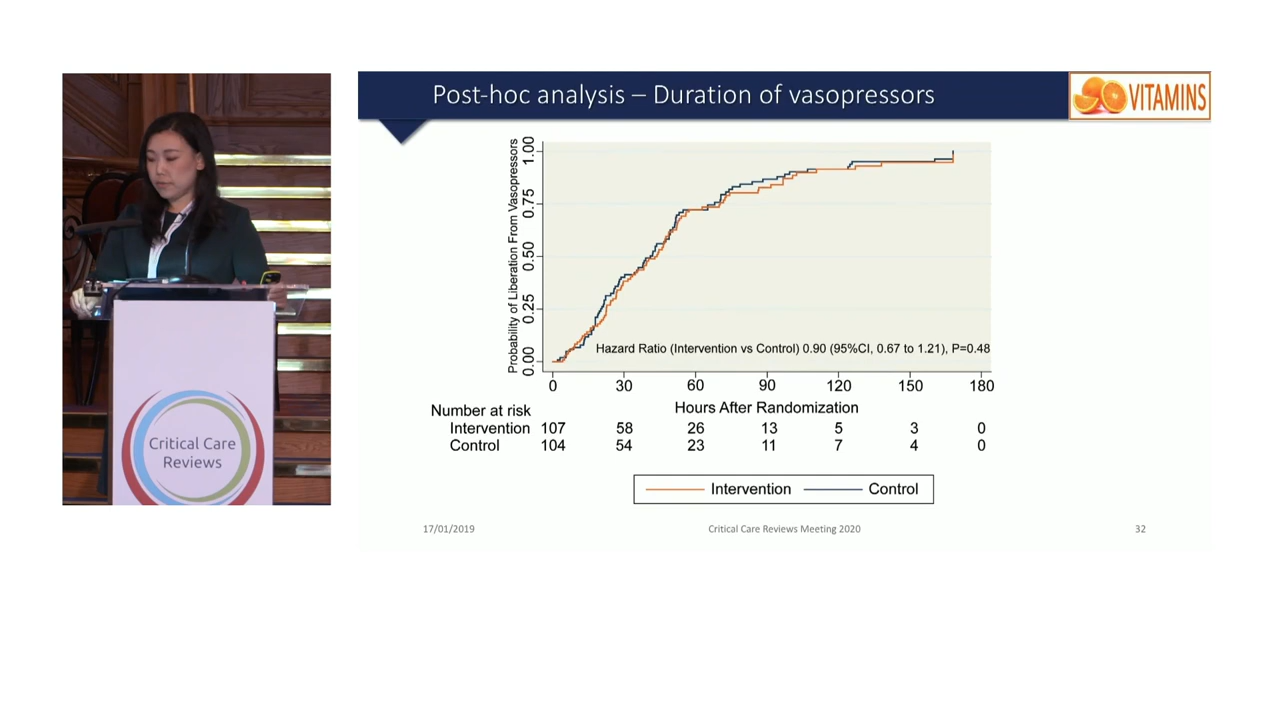 Post-hoc analysis – Duration of vasopressors
VITAMINS
Probability of Liberation From Vasopressors
1.00
0.75
0.50
0.25
0.00
Hazard Ratio (Intervention vs Control) 0.90 (95%CI, 0.67 to 1.21), P=0.48
0 30 60 90 120 150 180
Hours After Randomization
Number at risk
Intervention 107 58 26 13 5 3 0
Control 104 54 23 11 7 4 0
Intervention Control
17/01/2019 Critical Care Reviews Meeting 2020 32
Critical Care
Reviews